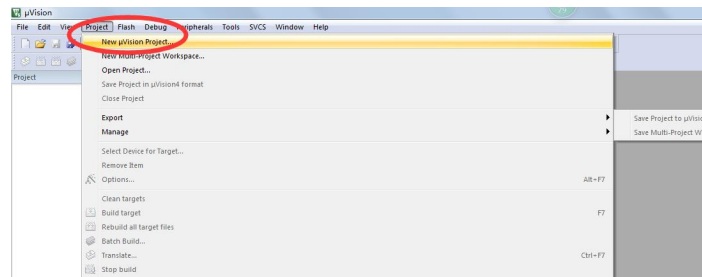 µVision
File Edit View Project Flash Debug Peripherals Tools SVCS Window Help
New µVision Project...
New Multi-Project Workspace...
Project
Open Project...
Save Project in µVision4 format
Close Project
Export
Save Project to µVisio
Manage
Save Multi-Project W
Select Device for Target...
Remove Item
Options... Alt+F7
Clean targets
Build target F7
Rebuild all target files
Batch Build...
Translate... Ctrl+F7
Stop build